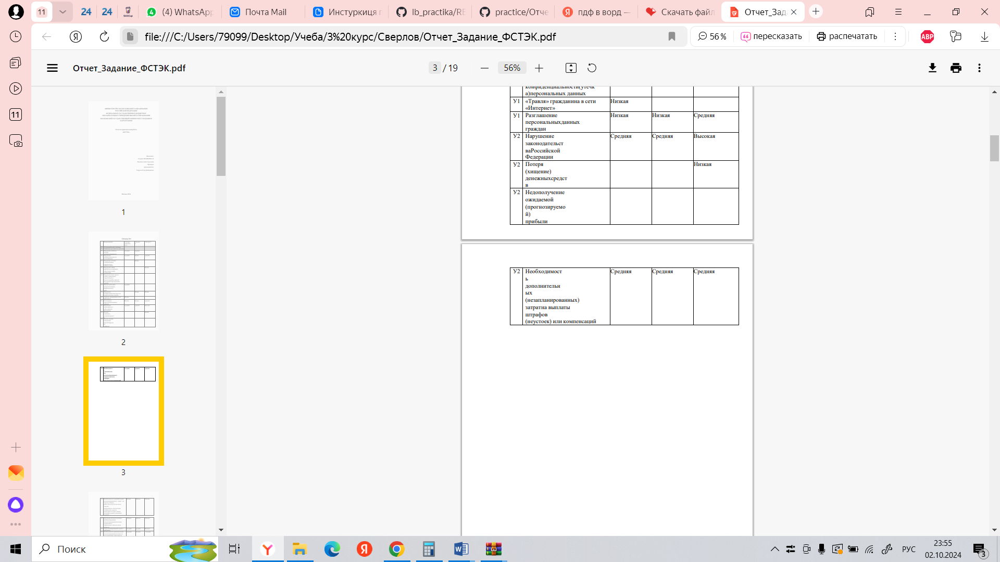 11
24
24
(4) WhatsApp
Почта Mail
Инстуркиця п
lb_practika/RE
practice/Отче
пдф в ворд —
Скачать файл
Отчет_Зад
file:///C:/Users/79099/Desktop/Учеба/3%20курс/Сверлов/Отчет_Задание_ФСТЭК.pdf
56 %
пересказать
распечатать
ABP
Отчет_Задание_ФСТЭК.pdf
3 / 19
56%
11
1
2
3
конфиденциальности(утечк
а)персональных данных
У1 «Травля» гражданина в сети Низкая
«Интернет»
У1 Разглашение Низкая Низкая Средняя
персональныхданных
граждан
У2 Нарушение Средняя Средняя Высокая
законодательст
ваРоссийской
Федерации
У2 Потеря Низкая
(хищение)
денежныхсредст
в
У2 Недополучение
ожидаемой
(прогнозируемо
й)
прибыли
У2 Необходимост Средняя Средняя Средняя
ь
дополнительн
ых
(незапланированных)
затратна выплаты
штрафов
(неустоек) или компенсаций
Поиск
РУС
23:55
02.10.2024
3